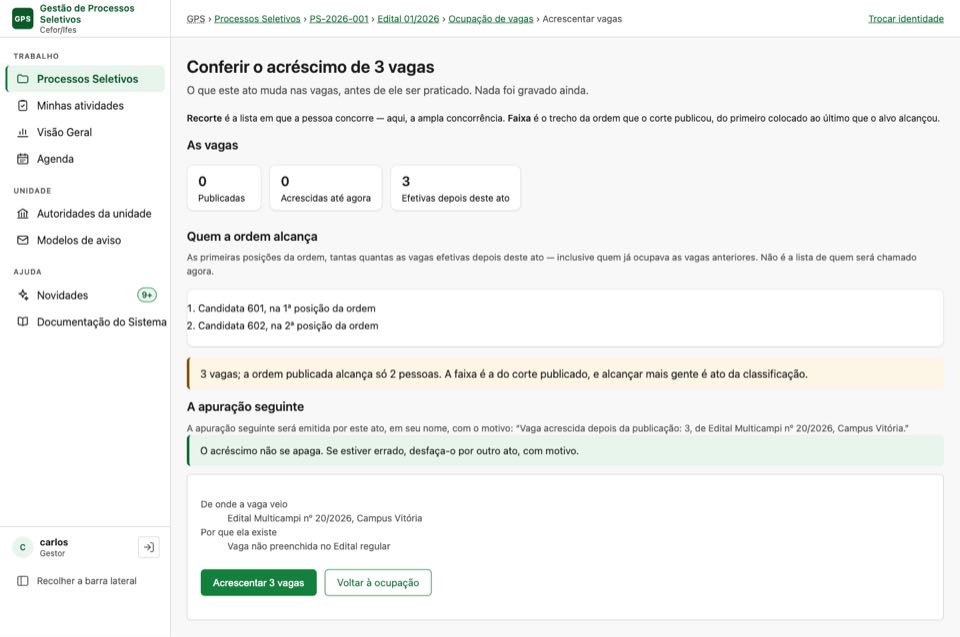 GPS
Gestão de Processos
Seletivos
Cefor/Ifes
GPS › Processos Seletivos › PS-2026-001 › Edital 01/2026 › Ocupação de vagas › Acrescentar vagas
Trocar identidade
TRABALHO
Processos Seletivos
Minhas atividades
Visão Geral
Agenda
UNIDADE
Autoridades da unidade
Modelos de aviso
AJUDA
Novidades
9+
Documentação do Sistema
C
carlos
Gestor
Recolher a barra lateral
Conferir o acréscimo de 3 vagas
O que este ato muda nas vagas, antes de ele ser praticado. Nada foi gravado ainda.
Recorte é a lista em que a pessoa concorre — aqui, a ampla concorrência. Faixa é o trecho da ordem que o corte publicou, do primeiro colocado ao último que o alvo alcançou.
As vagas
0
Publicadas
0
Acrescidas até agora
3
Efetivas depois deste ato
Quem a ordem alcança
As primeiras posições da ordem, tantas quantas as vagas efetivas depois deste ato — inclusive quem já ocupava as vagas anteriores. Não é a lista de quem será chamado
agora.
1. Candidata 601, na 1ª posição da ordem
2. Candidata 602, na 2ª posição da ordem
3 vagas; a ordem publicada alcança só 2 pessoas. A faixa é a do corte publicado, e alcançar mais gente é ato da classificação.
A apuração seguinte
A apuração seguinte será emitida por este ato, em seu nome, com o motivo: “Vaga acrescida depois da publicação: 3, de Edital Multicampi nº 20/2026, Campus Vitória.”
O acréscimo não se apaga. Se estiver errado, desfaça-o por outro ato, com motivo.
De onde a vaga veio
Edital Multicampi nº 20/2026, Campus Vitória
Por que ela existe
Vaga não preenchida no Edital regular
Acrescentar 3 vagas
Voltar à ocupação